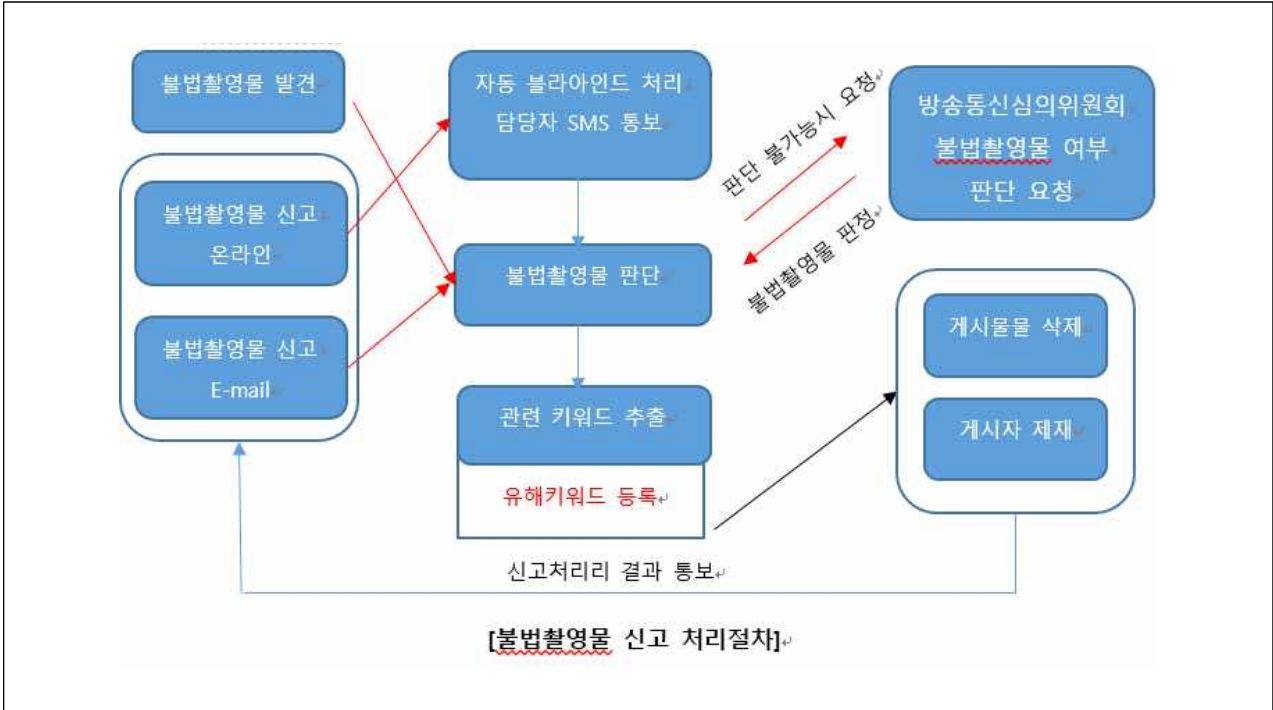 불법촬영물 발견
불법촬영물 신고
온라인
불법촬영물 신고
E-mail
자동 블라아인드 처리
담당자 SMS 통보
불법촬영물 판단
관련 키워드 추출
유해키워드 등록
판단 불가능시 요청
불법촬영물 판정
방송통신심의위원회
불법촬영물 여부
판단 요청
게시물물 삭제
게시자 제재
신고처리리 결과 통보
[불법촬영물 신고 처리절차]